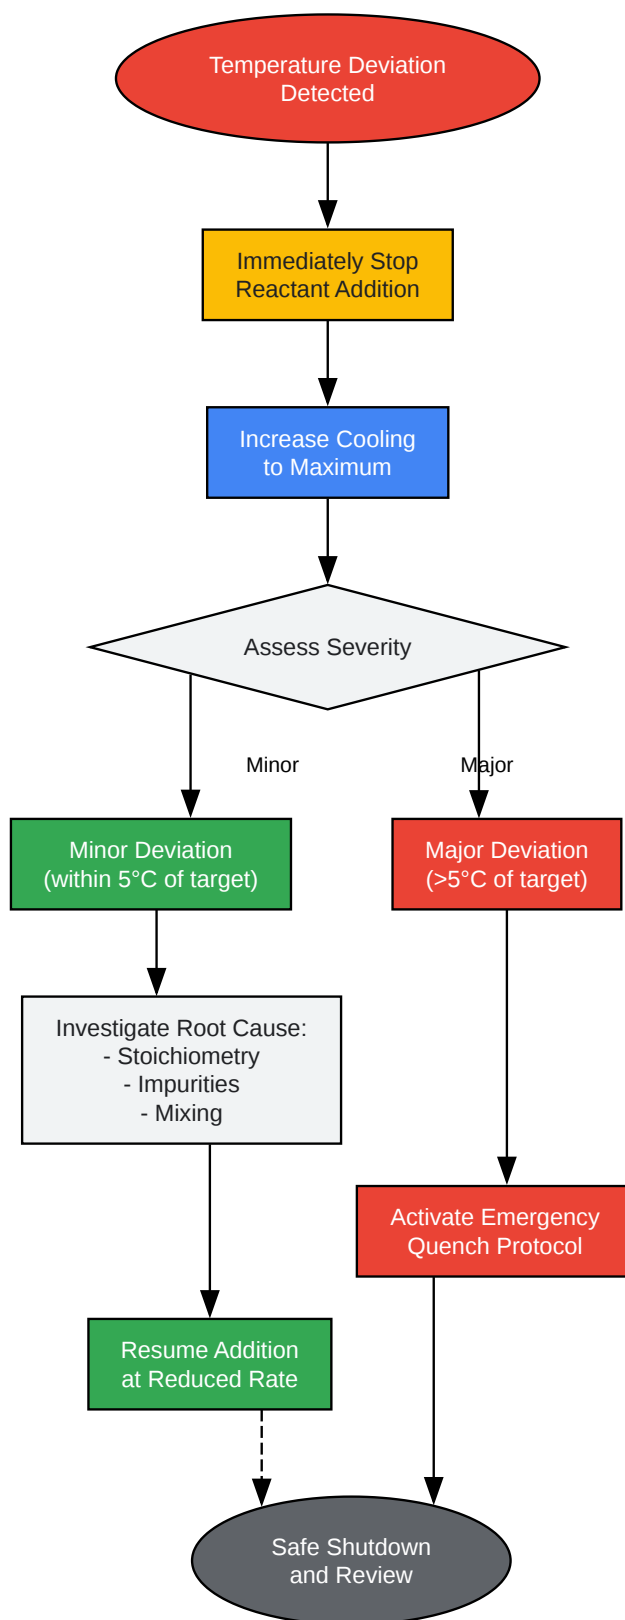 Temperature Deviation
Detected
Immediately Stop
Reactant Addition
Increase Cooling
to Maximum
Assess Severity
Minor
Major
Minor Deviation
(within 5°C of target)
Major Deviation
(>5°C of target)
Investigate Root Cause:
- Stoichiometry
- Impurities
- Mixing
Activate Emergency
Quench Protocol
Resume Addition
at Reduced Rate
Safe Shutdown
and Review